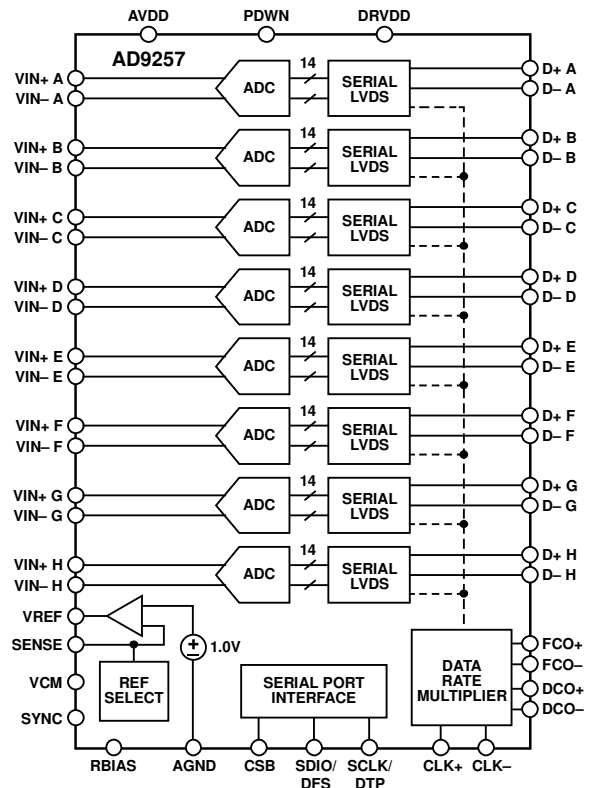 AVDD PDWN DRVDD
AD9257
VIN+ A
VIN– A
ADC
14
SERIAL
LVDS
D+ A
D– A
VIN+ B
VIN– B
ADC
14
SERIAL
LVDS
D+ B
D– B
VIN+ C
VIN– C
ADC
14
SERIAL
LVDS
D+ C
D– C
VIN+ D
VIN– D
ADC
14
SERIAL
LVDS
D+ D
D– D
VIN+ E
VIN– E
ADC
14
SERIAL
LVDS
D+ E
D– E
VIN+ F
VIN– F
ADC
14
SERIAL
LVDS
D+ F
D– F
VIN+ G
VIN– G
ADC
14
SERIAL
LVDS
D+ G
D– G
VIN+ H
VIN– H
ADC
14
SERIAL
LVDS
D+ H
D– H
VREF
SENSE
VCM
SYNC
1.0V
REF
SELECT
SERIAL PORT
INTERFACE
DATA
RATE
MULTIPLIER
FCO+
FCO–
DCO+
DCO–
RBIAS
AGND
CSB
SDIO/
DFS
SCLK/
DTP
CLK+
CLK–